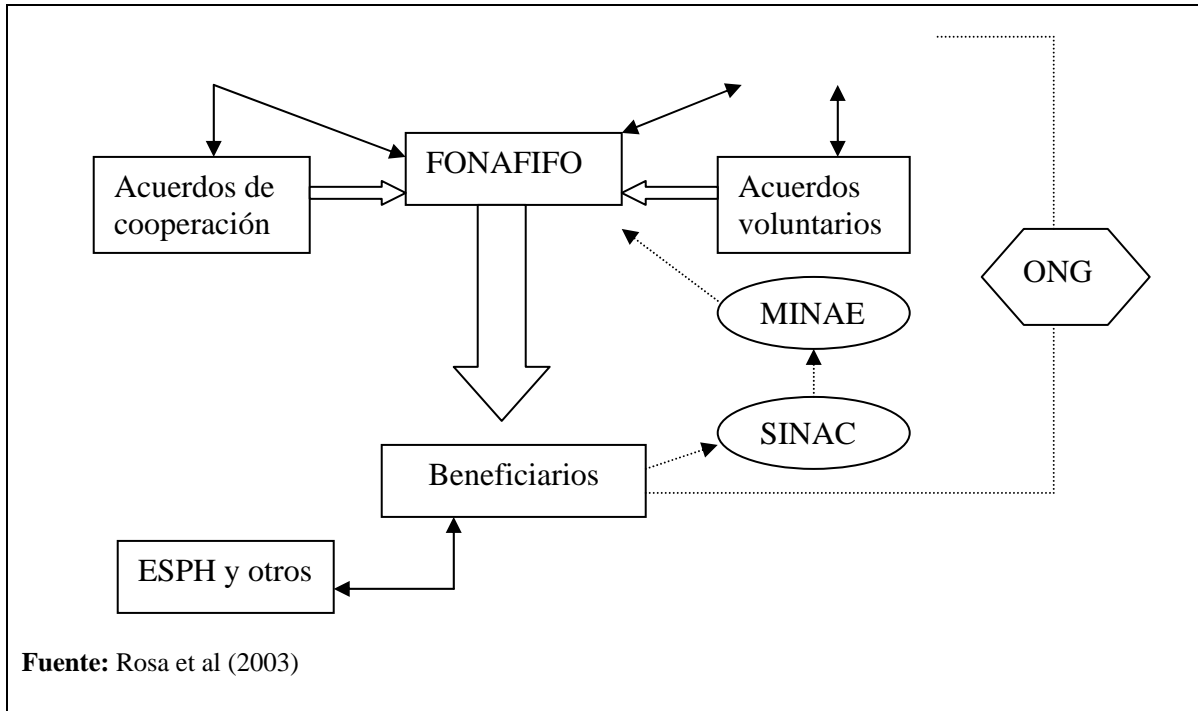 FONAFIFO
Acuerdos de
cooperación
Acuerdos
voluntarios
ONG
MINAE
SINAC
Beneficiarios
ESPH y otros
Fuente: Rosa et al (2003)